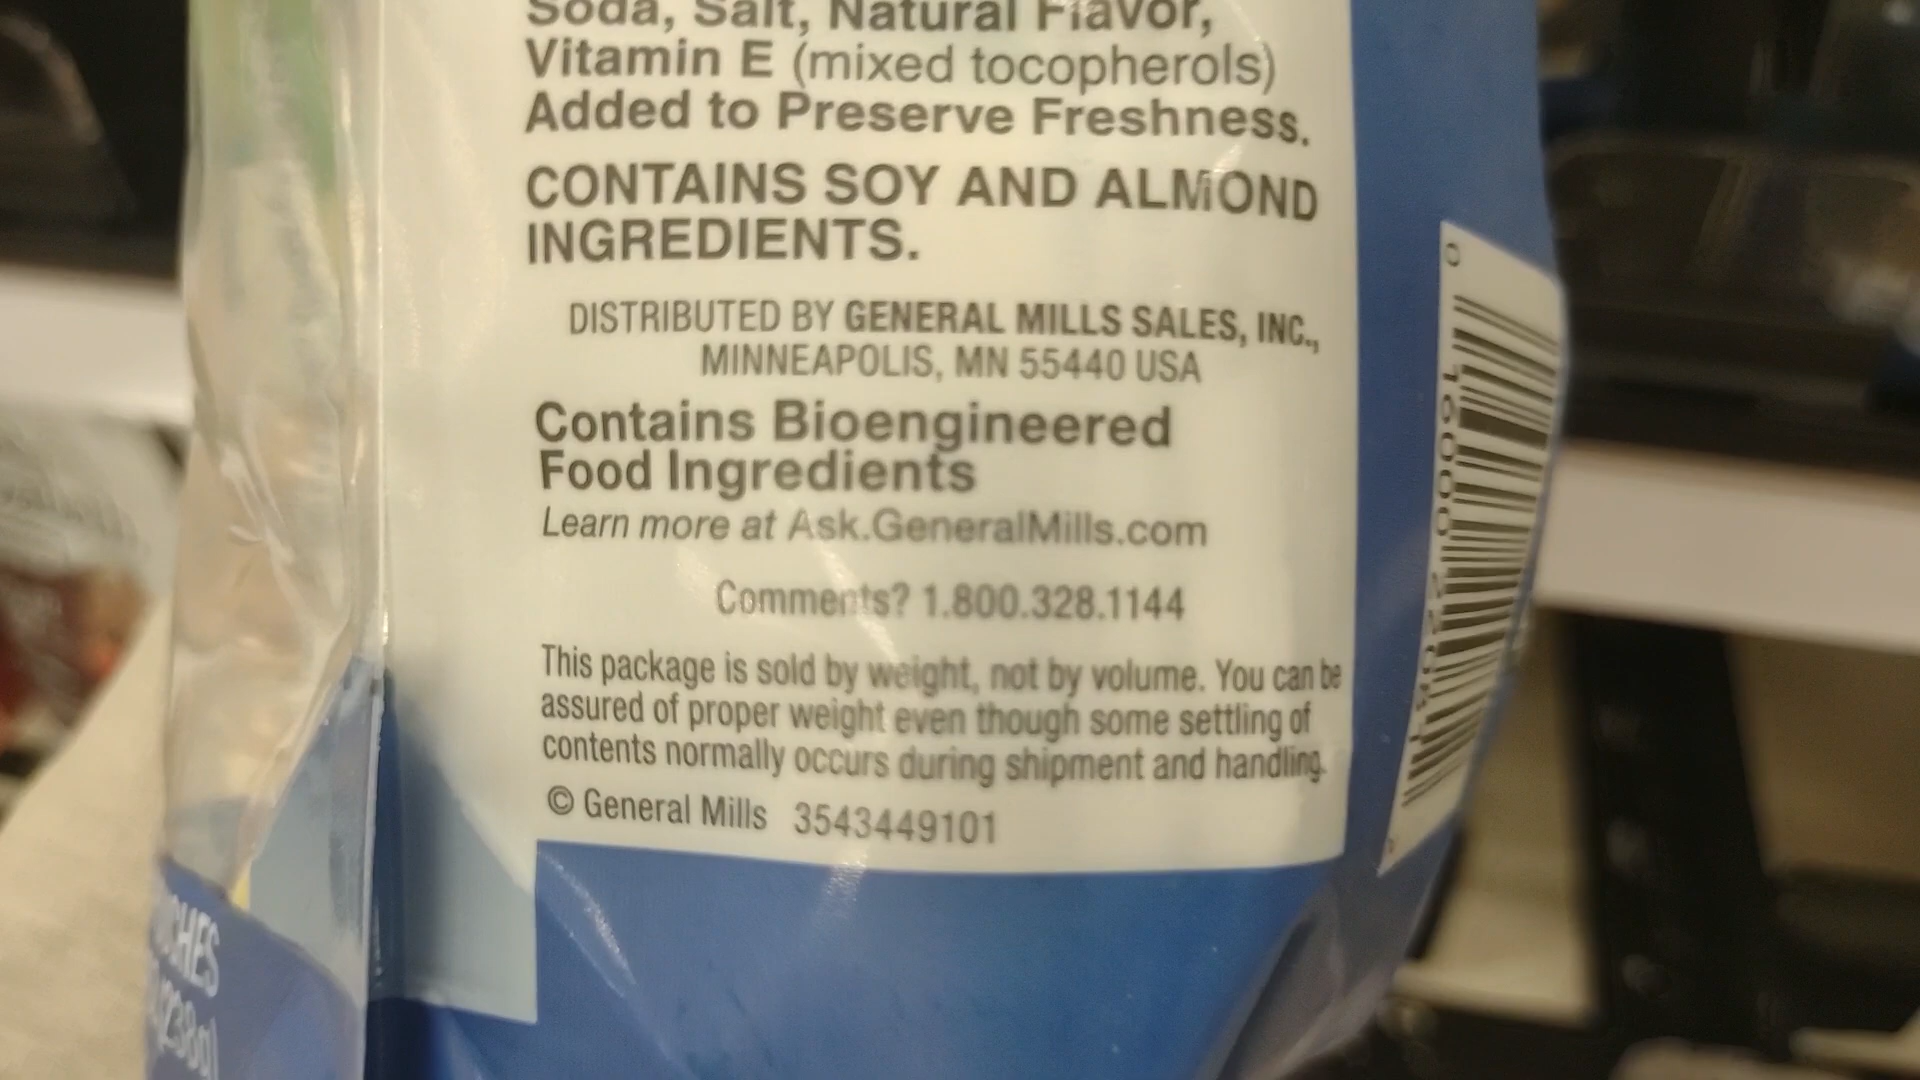 Soda, Salt, Natural Flavor,
Vitamin E (mixed tocopherols)
Added to Preserve Freshness.
CONTAINS SOY AND ALMOND
INGREDIENTS.
DISTRIBUTED BY GENERAL MILLS SALES, INC.,
MINNEAPOLIS, MN 55440 USA
Contains Bioengineered
Food Ingredients
Learn more at Ask.GeneralMills.com
Comments? 1.800.328.1144
This package is sold by weight, not by volume. You can be
assured of proper weight even though some settling of
contents normally occurs during shipment and handling.
© General Mills 3543449101
0 16000
(238g)